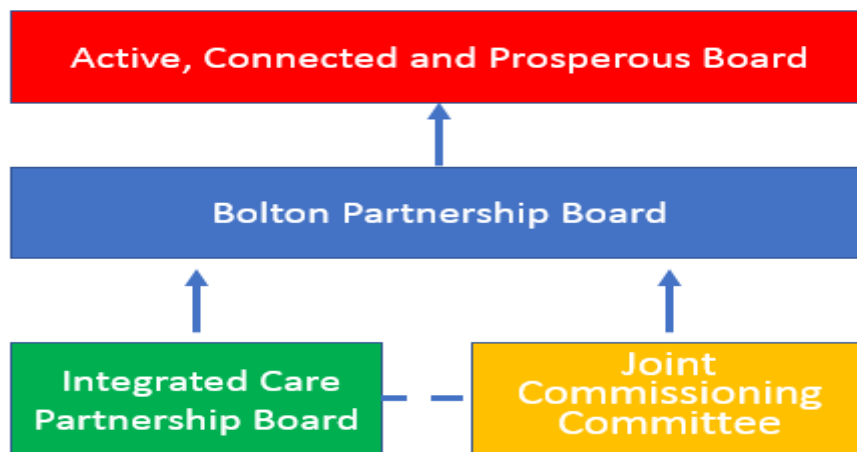 Active, Connected and Prosperous Board
Bolton Partnership Board
Integrated Care
Partnership Board
Joint
Commissioning
Committee